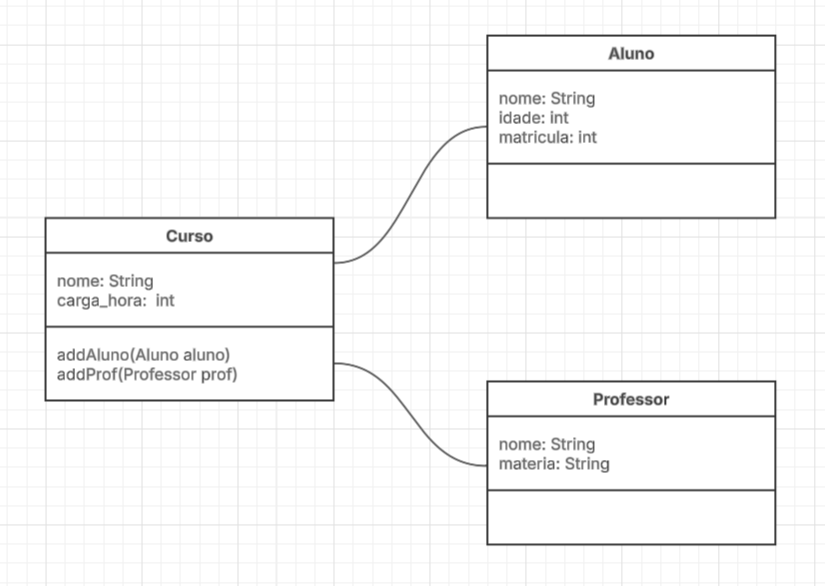 Aluno
nome: String
idade: int
matricula: int
Curso
nome: String
carga_hora:  int
addAluno(Aluno aluno)
addProf(Professor prof)
Professor
nome: String
materia: String